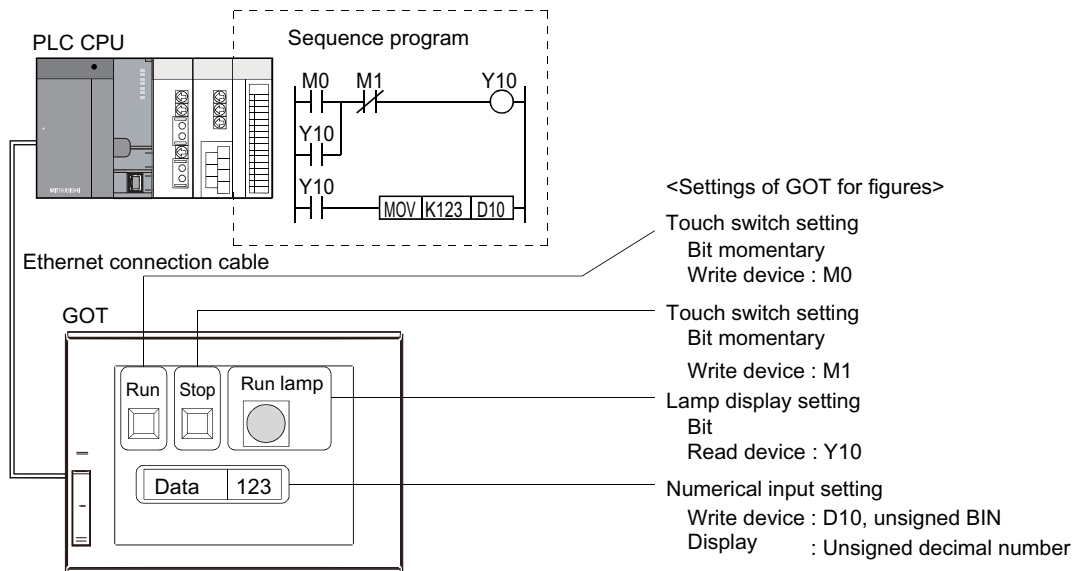 PLC CPU
Sequence program
M0 M1 Y10
Y10
Y10
MOV K123 D10
MITSUBISHI
Ethernet connection cable
GOT
Run Stop Run lamp
Data 123
<Settings of GOT for figures>
Touch switch setting
Bit momentary
Write device : M0
Touch switch setting
Bit momentary
Write device : M1
Lamp display setting
Bit
Read device : Y10
Numerical input setting
Write device : D10, unsigned BIN
Display : Unsigned decimal number